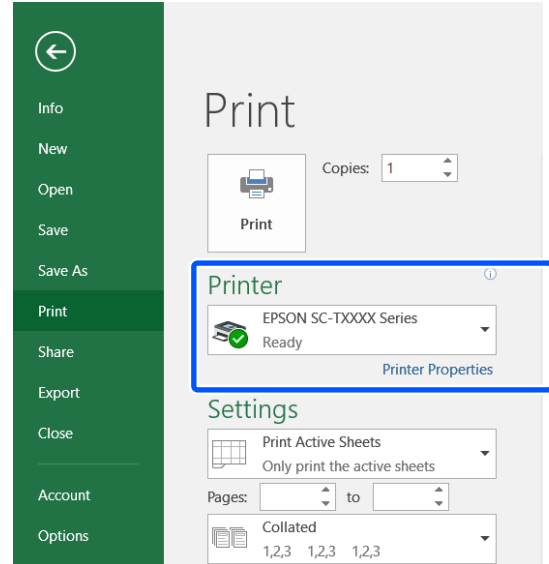 Info
New
Open
Save
Save As
Print
Share
Export
Close
Account
Options
Print
Copies: 1
Print
Printer
EPSON SC-TXXXX Series
Ready
Printer Properties
Settings
Print Active Sheets
Only print the active sheets
Pages: to
Collated
1,2,3 1,2,3 1,2,3